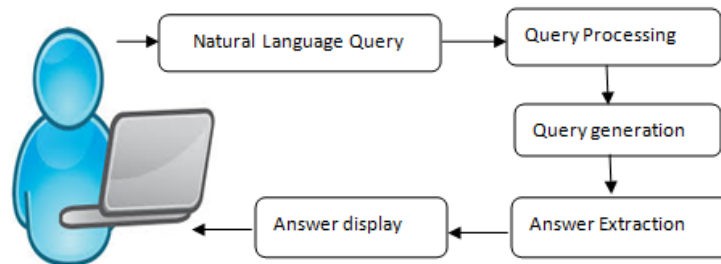 Natural Language Query
Query Processing
Query generation
Answer Extraction
Answer display